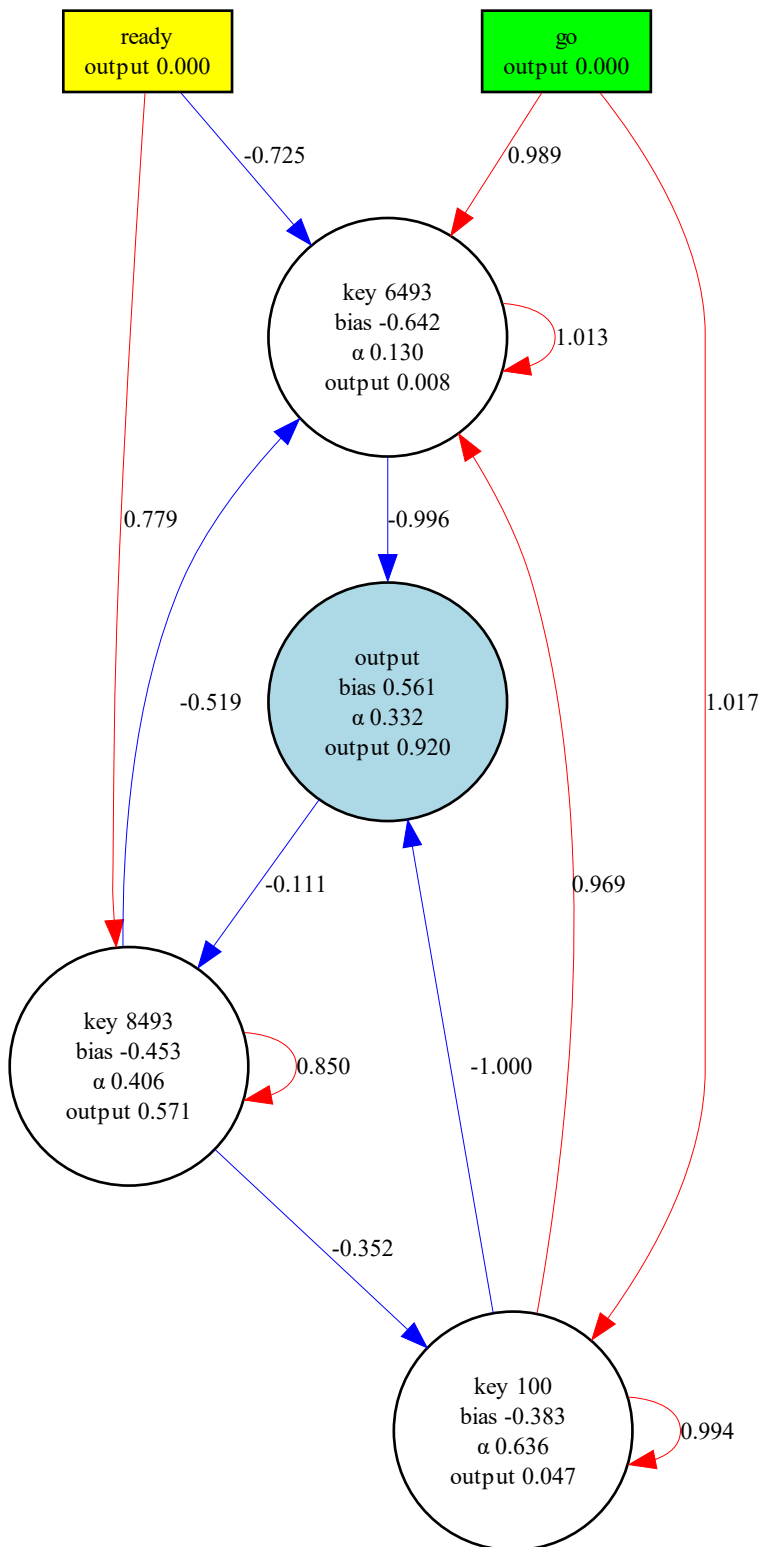 ready
output 0.000
go
output 0.000
-0.725
0.989
key 6493
bias -0.642
α 0.130
output 0.008
1.013
0.779
-0.996
-0.519
output
bias 0.561
α 0.332
output 0.920
1.017
-0.111
0.969
key 8493
bias -0.453
α 0.406
output 0.571
0.850
-1.000
-0.352
key 100
bias -0.383
α 0.636
output 0.047
0.994